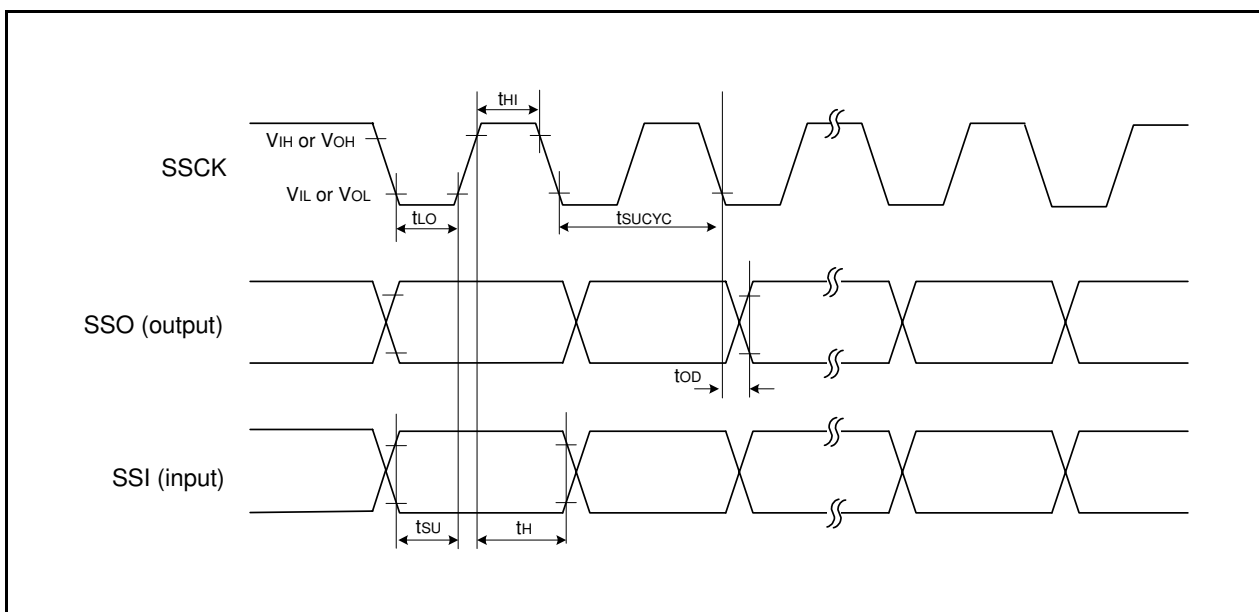 tHI
VIH or VOH
SSCK
VIL or VOL
tLO
tSUCYC
SSO (output)
tOD
SSI (input)
tSU
tH